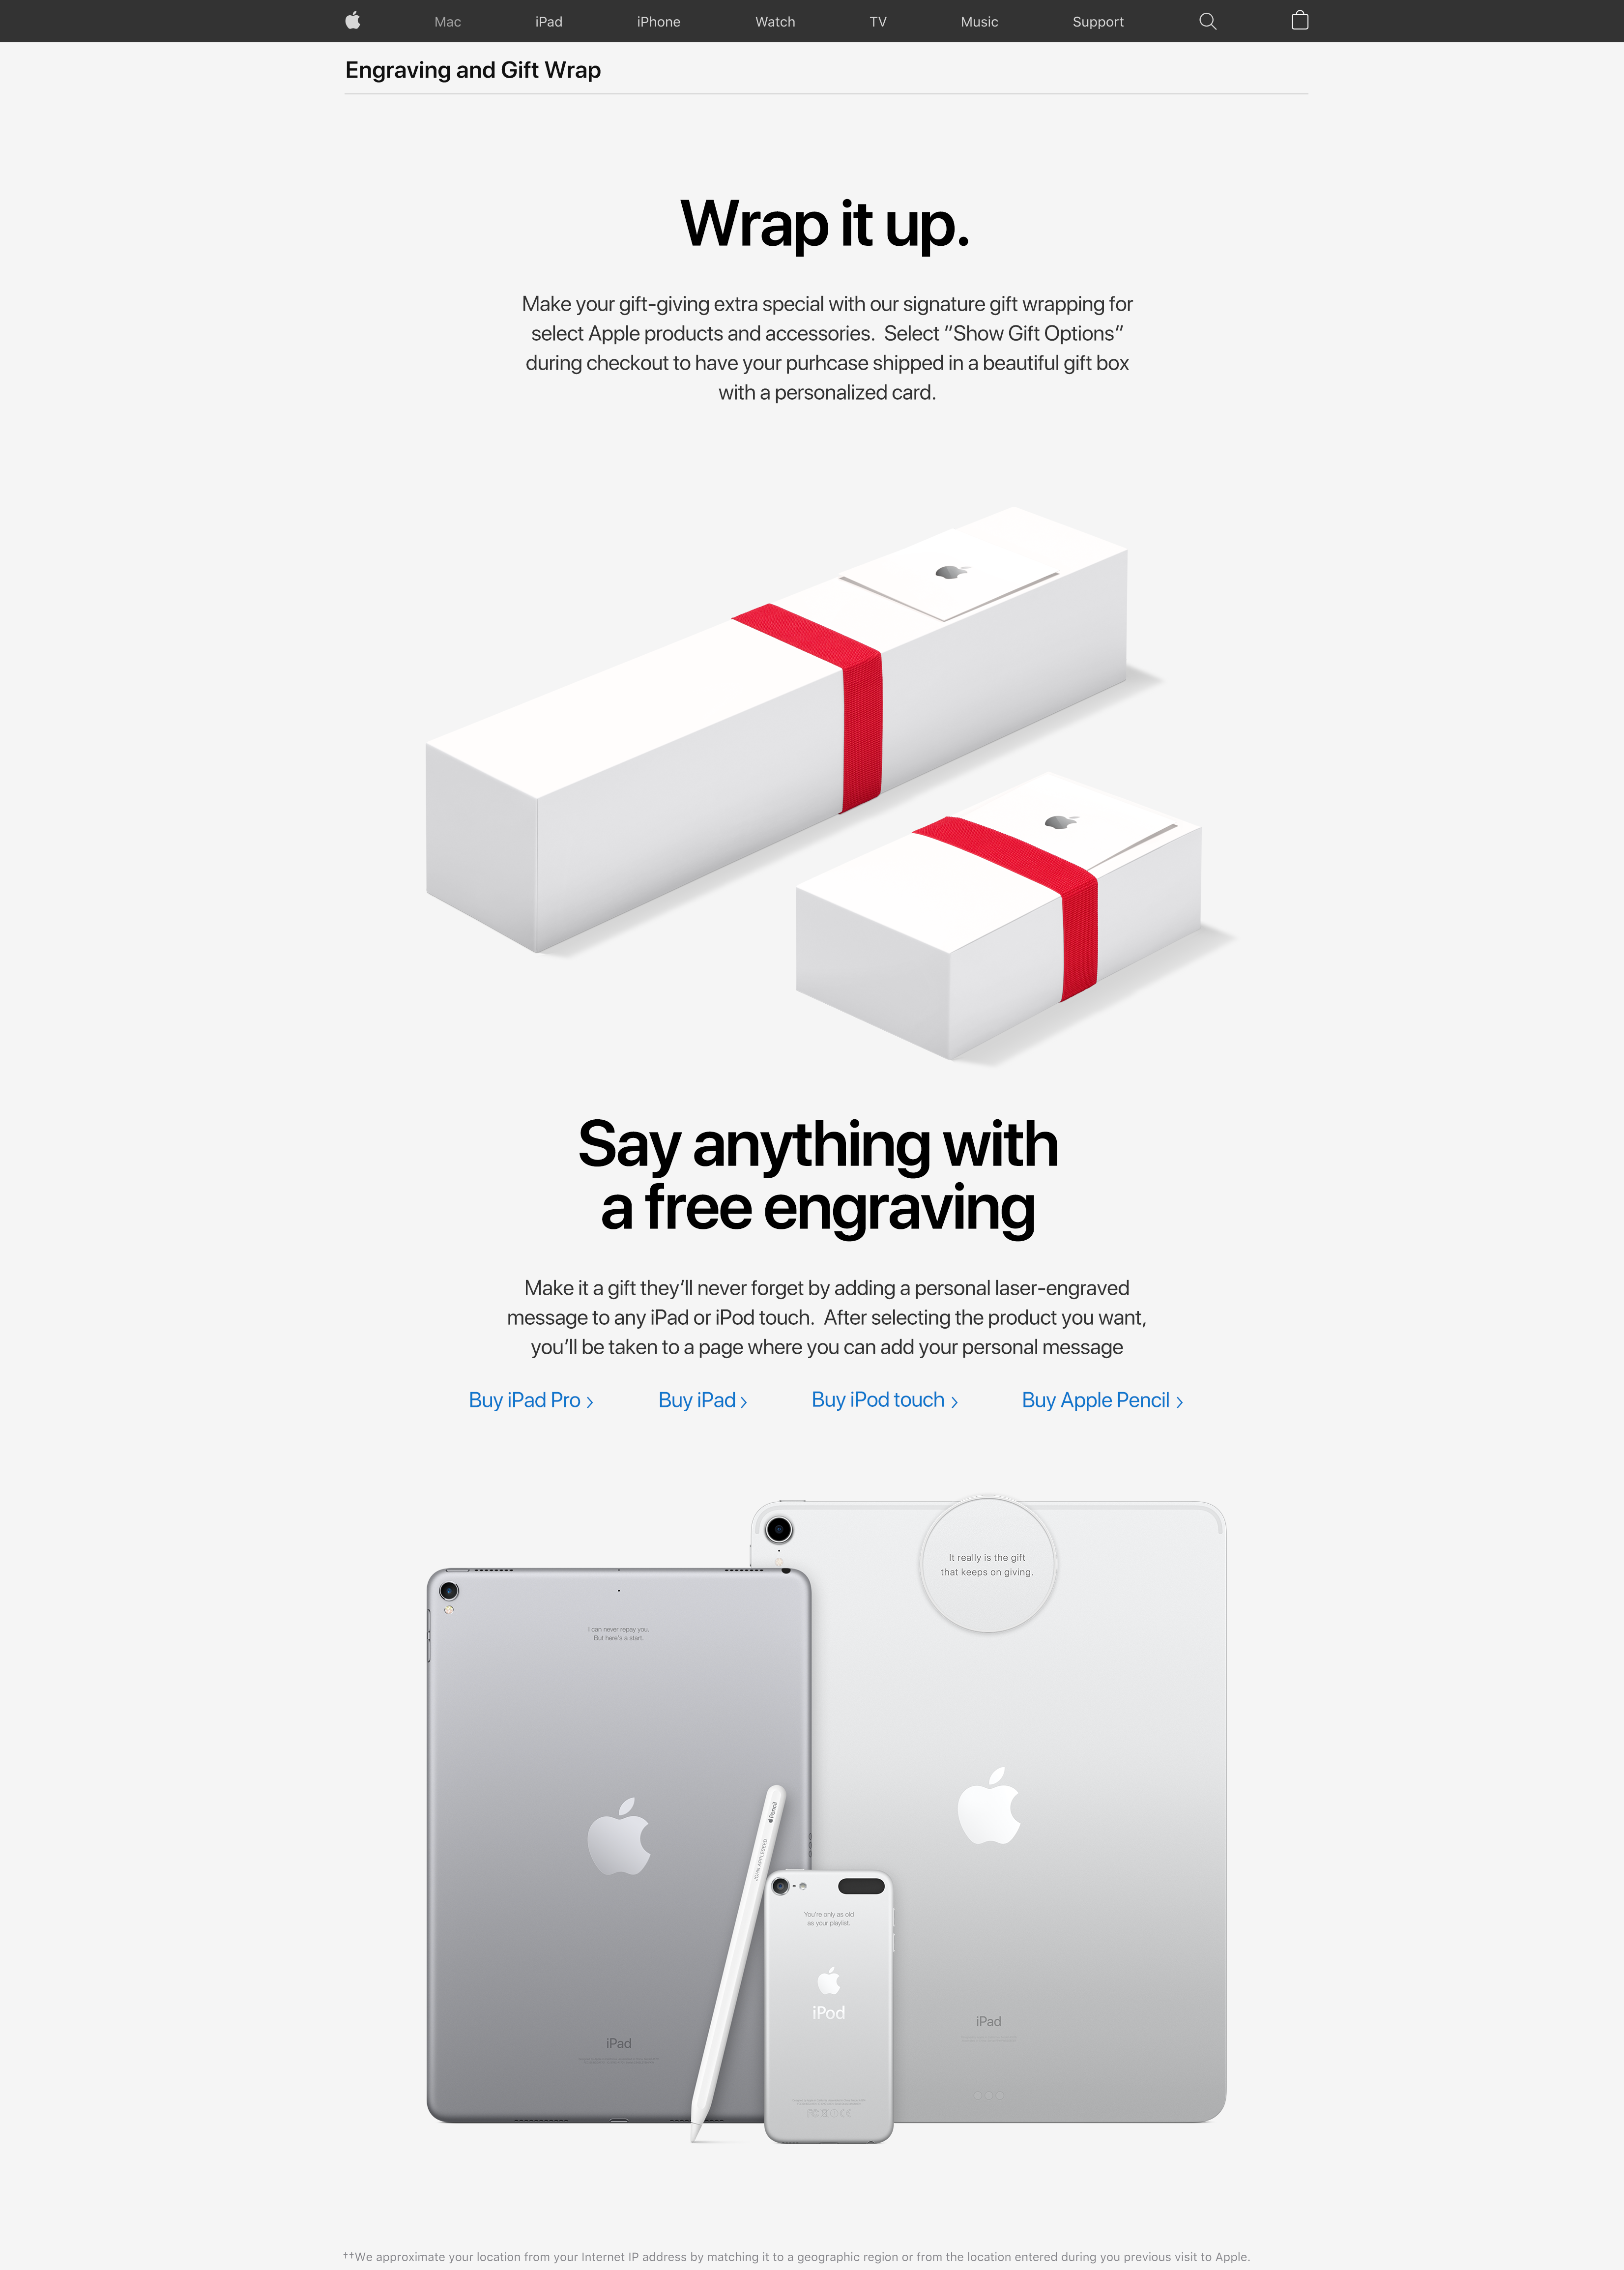 Mac iPad iPhone Watch TV Music Support
Engraving and Gift Wrap
Wrap it up.
Make your gift-giving extra special with our signature gift wrapping for
select Apple products and accessories.  Select “Show Gift Options”
during checkout to have your purhcase shipped in a beautiful gift box
with a personalized card.
Say anything with
a free engraving
Make it a gift they’ll never forget by adding a personal laser-engraved
message to any iPad or iPod touch.  After selecting the product you want,
you’ll be taken to a page where you can add your personal message
Buy iPad Pro › Buy iPad › Buy iPod touch › Buy Apple Pencil ›
It really is the gift
that keeps on giving.
I can never repay you.
But here's a start.
Pencil
JOHN APPLESEED
You're only as old
as your playlist.
iPod
iPad
iPad
††We approximate your location from your Internet IP address by matching it to a geographic region or from the location entered during you previous visit to Apple.